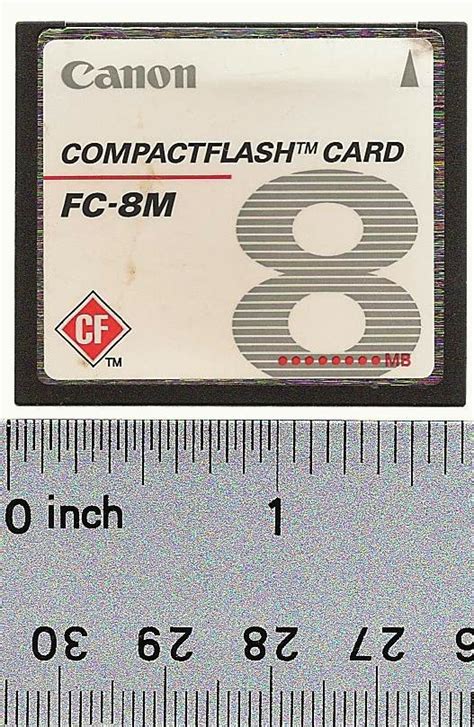 Canon
COMPACTFLASH™ CARD
FC-8M
8
CF
TM
MB
0 inch 1
30 29 28 27